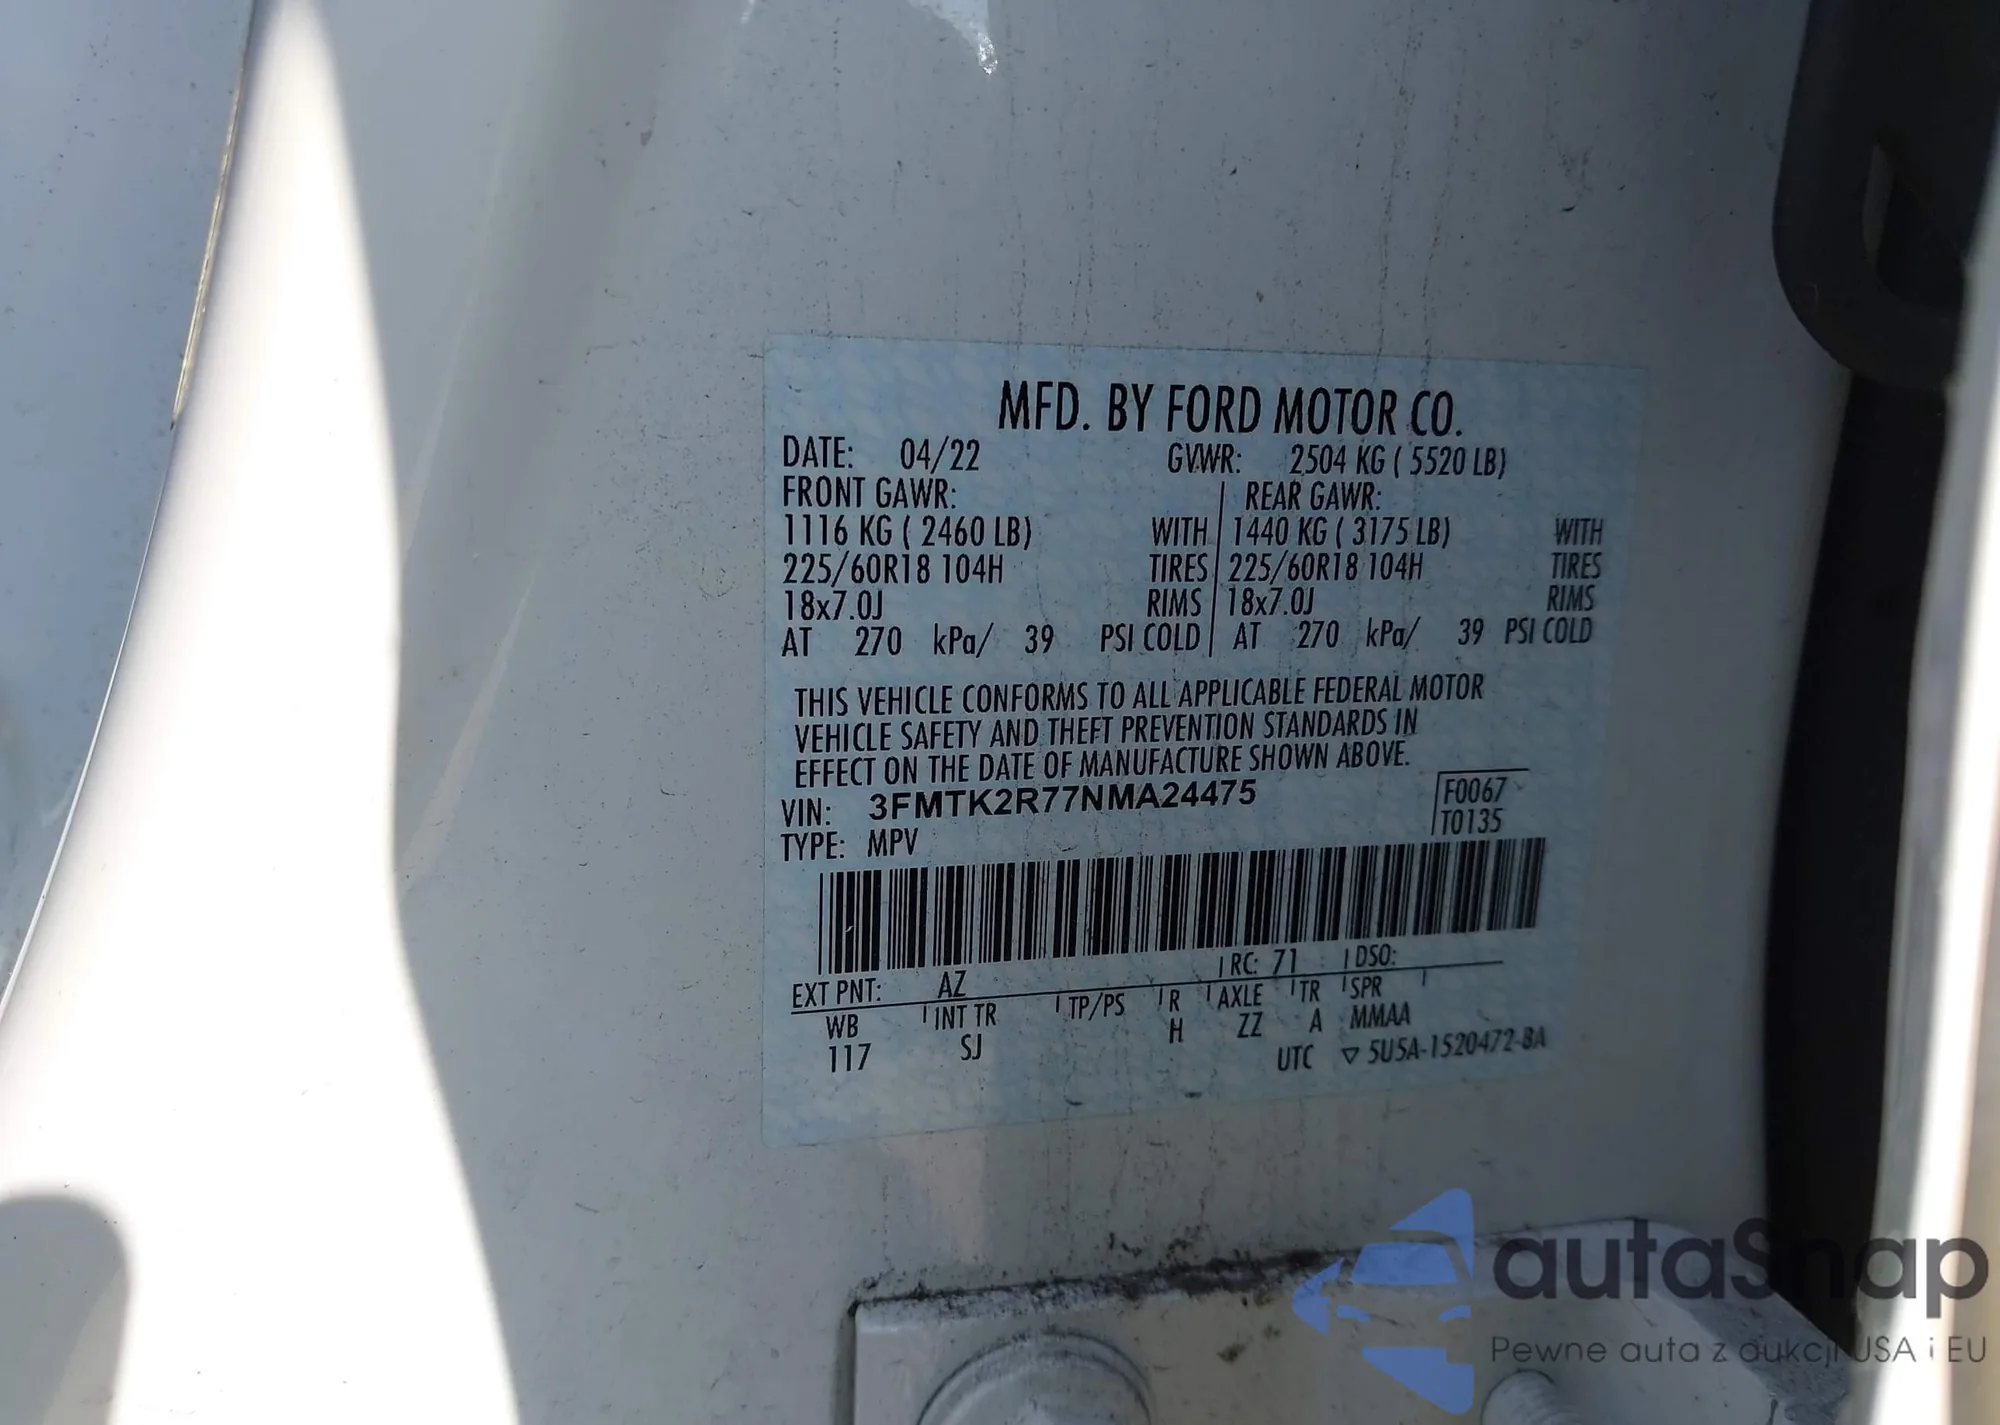 MFD. BY FORD MOTOR CO.
DATE: 04/22 GVWR: 2504 KG ( 5520 LB)
FRONT GAWR: REAR GAWR:
1116 KG ( 2460 LB) WITH 1440 KG ( 3175 LB) WITH
225/60R18 104H TIRES 225/60R18 104H TIRES
18x7.0J RIMS 18x7.0J RIMS
AT 270 kPa/ 39 PSI COLD AT 270 kPa/ 39 PSI COLD
THIS VEHICLE CONFORMS TO ALL APPLICABLE FEDERAL MOTOR
VEHICLE SAFETY AND THEFT PREVENTION STANDARDS IN
EFFECT ON THE DATE OF MANUFACTURE SHOWN ABOVE.
VIN: 3FMTK2R77NMA24475 F0067
TYPE: MPV T0135
EXT PNT: AZ RC: 71 DSO:
WB INT TR TP/PS R AXLE TR SPR
117 SJ H ZZ A MMAA
UTC ▽ 5U5A-1520472-BA
autaSnap
Pewne auta z aukcji USA i EU